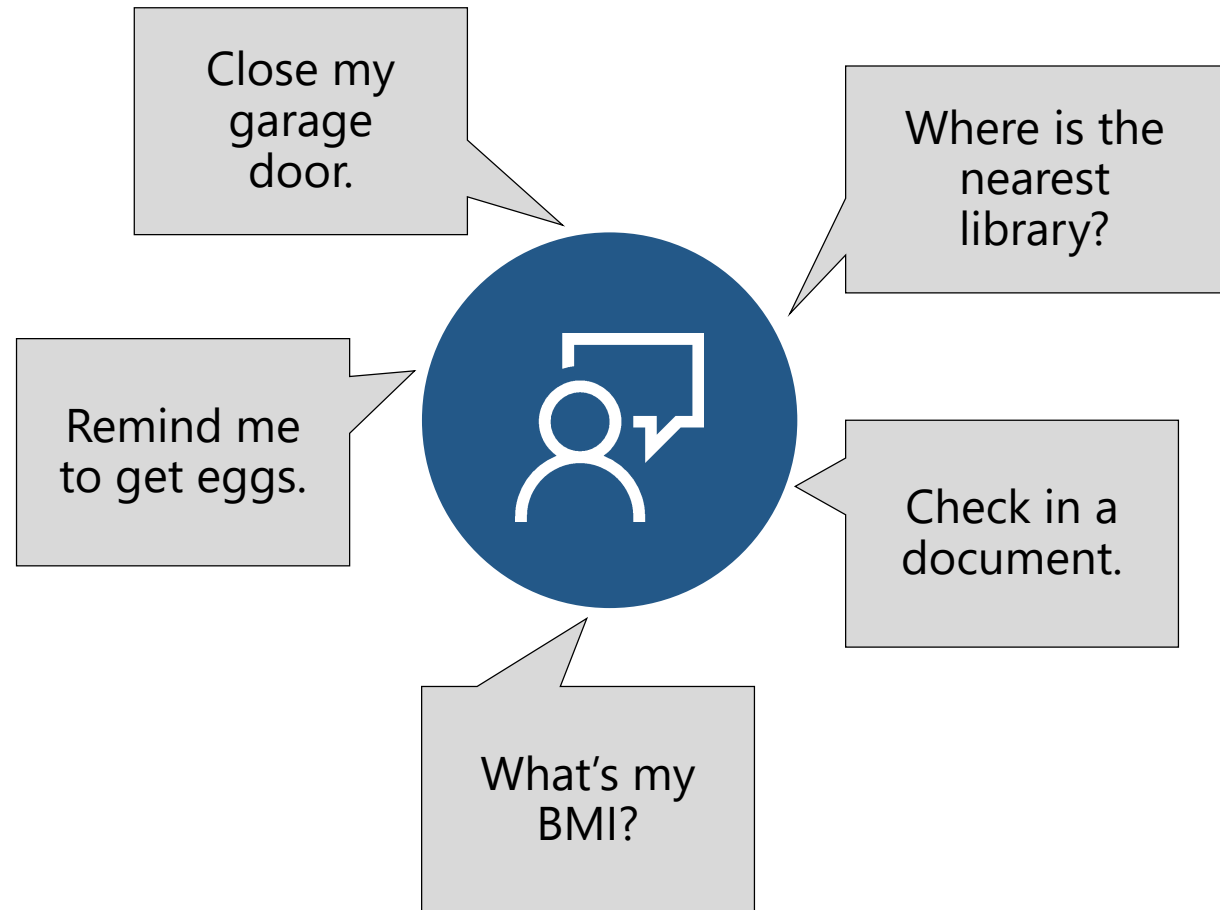 Close my
garage
door.
Where is the
nearest
library?
Remind me
to get eggs.
Check in a
document.
What‘s my
BMI?